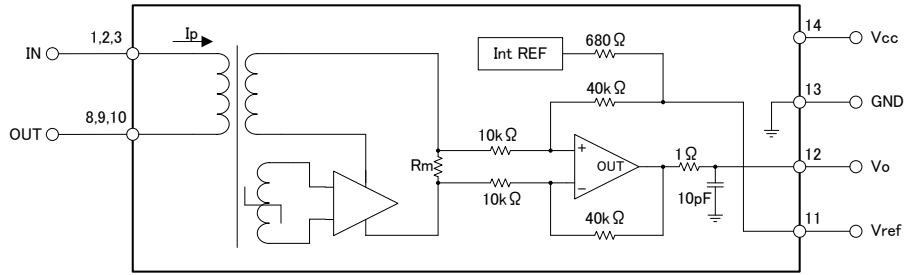 Ip
1,2,3
IN
8,9,10
OUT
Int REF
680Ω
40kΩ
10kΩ
Rm
10kΩ
+
−
OUT
40kΩ
1Ω
10pF
14
Vcc
13
GND
12
Vo
11
Vref